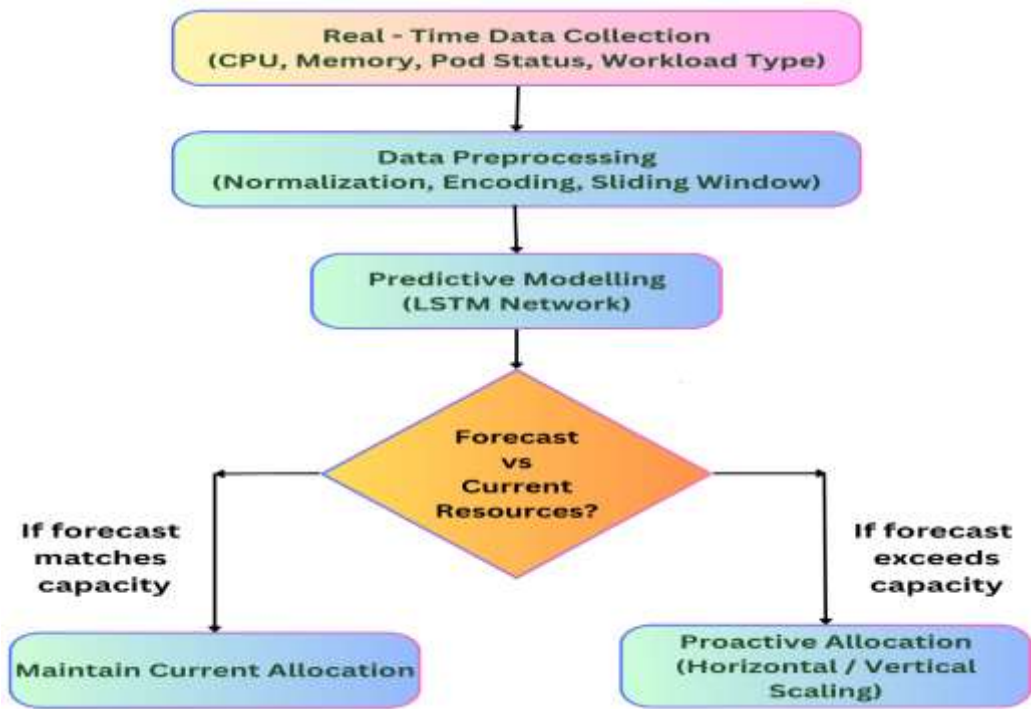 Real - Time Data Collection
(CPU, Memory, Pod Status, Workload Type)
Data Preprocessing
(Normalization, Encoding, Sliding Window)
Predictive Modelling
(LSTM Network)
Forecast
vs
Current
Resources?
If forecast
matches
capacity
If forecast
exceeds
capacity
Maintain Current Allocation
Proactive Allocation
(Horizontal / Vertical
Scaling)